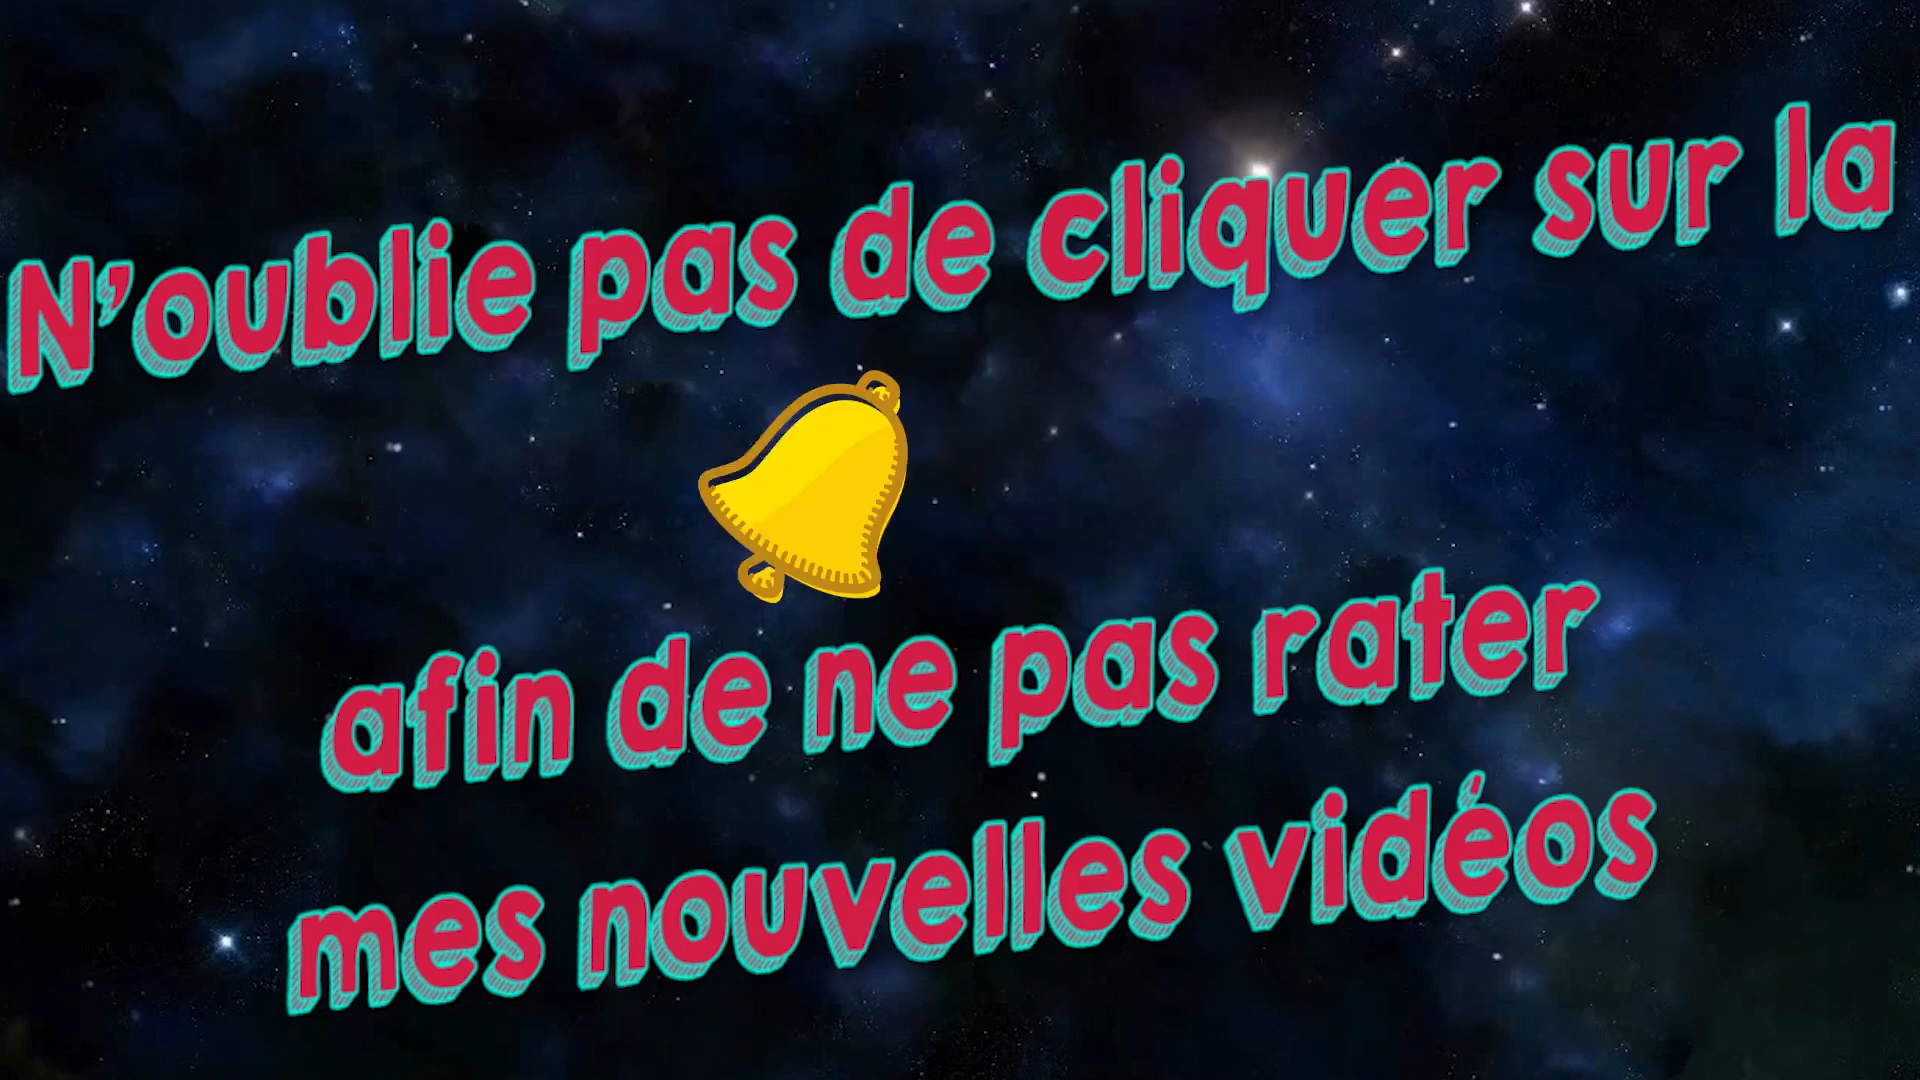 N'oublie pas de cliquer sur la
afin de ne pas rater
mes nouvelles vidéos